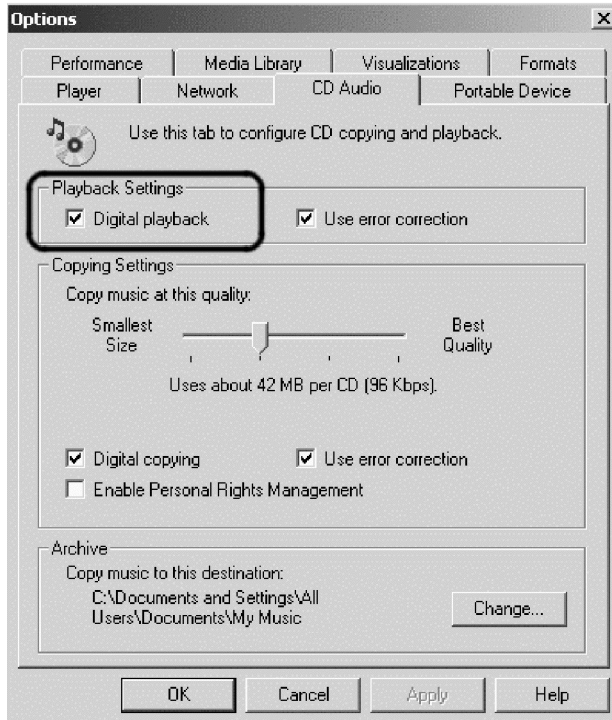 Options
Performance Media Library Visualizations Formats
Player Network CD Audio Portable Device
Use this tab to configure CD copying and playback.
Playback Settings
Digital playback Use error correction
Copying Settings
Copy music at this quality:
Smallest Size
Best Quality
Uses about 42 MB per CD (96 Kbps).
Digital copying Use error correction
Enable Personal Rights Management
Archive
Copy music to this destination:
C:\Documents and Settings\All
Users\Documents\My Music
Change...
OK Cancel Apply Help